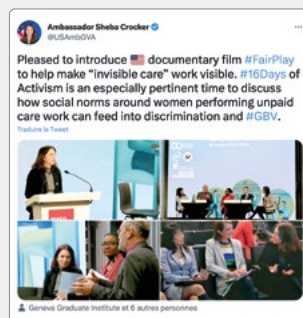 Ambassador Sheba Crocker
@USAmbGVA
Pleased to introduce 🇺🇸 documentary film #FairPlay
to help make “invisible care” work visible. #16Days
of Activism is an especially pertinent time to discuss
how social norms around women performing unpaid
care work can feed into discrimination and #GBV.
Traduire le Tweet
Geneva Graduate Institute et 6 autres personnes